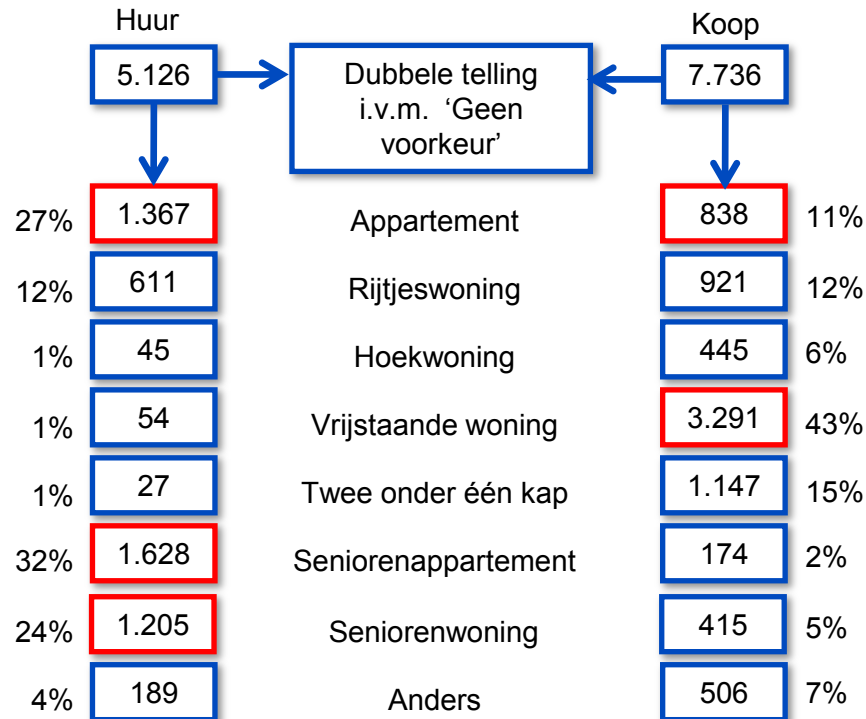 Huur
Koop
5.126
Dubbele telling
i.v.m. ‘Geen
voorkeur’
7.736
27% 1.367 Appartement 838 11%
12% 611 Rijtjeswoning 921 12%
1% 45 Hoekwoning 445 6%
1% 54 Vrijstaande woning 3.291 43%
1% 27 Twee onder één kap 1.147 15%
32% 1.628 Seniorenappartement 174 2%
24% 1.205 Seniorenwoning 415 5%
4% 189 Anders 506 7%